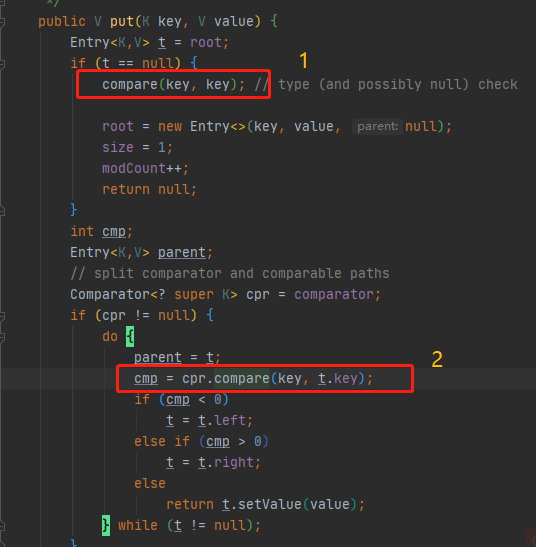 */
public V put(K key, V value) {
Entry<K,V> t = root;
if (t == null) {
1
compare(key, key); // type (and possibly null) check
root = new Entry<>(key, value, parent: null);
size = 1;
modCount++;
return null;
}
int cmp;
Entry<K,V> parent;
// split comparator and comparable paths
Comparator<? super K> cpr = comparator;
if (cpr != null) {
do {
parent = t;
2
cmp = cpr.compare(key, t.key);
if (cmp < 0)
t = t.left;
else if (cmp > 0)
t = t.right;
else
return t.setValue(value);
} while (t != null);
}